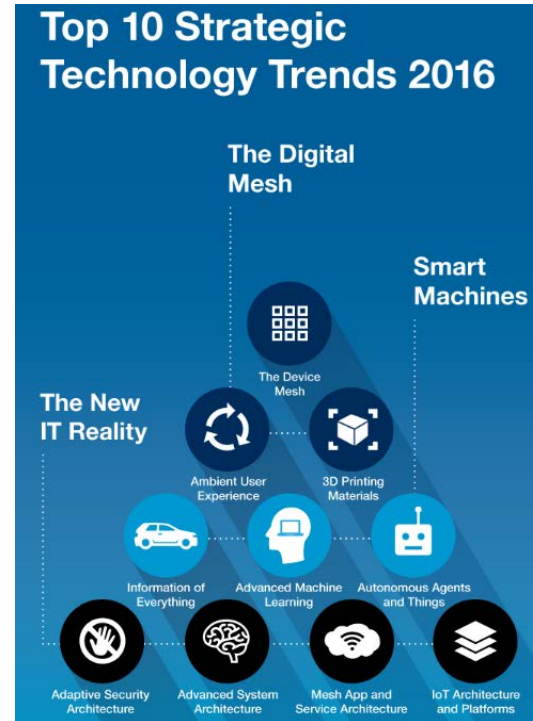 Top 10 Strategic
Technology Trends 2016
The Digital
Mesh
Smart
Machines
The Device
Mesh
The New
IT Reality
Ambient User
Experience
3D Printing
Materials
Information of
Everything
Advanced Machine
Learning
Autonomous Agents
and Things
Adaptive Security
Architecture
Advanced System
Architecture
Mesh App and
Service Architecture
IoT Architecture
and Platforms